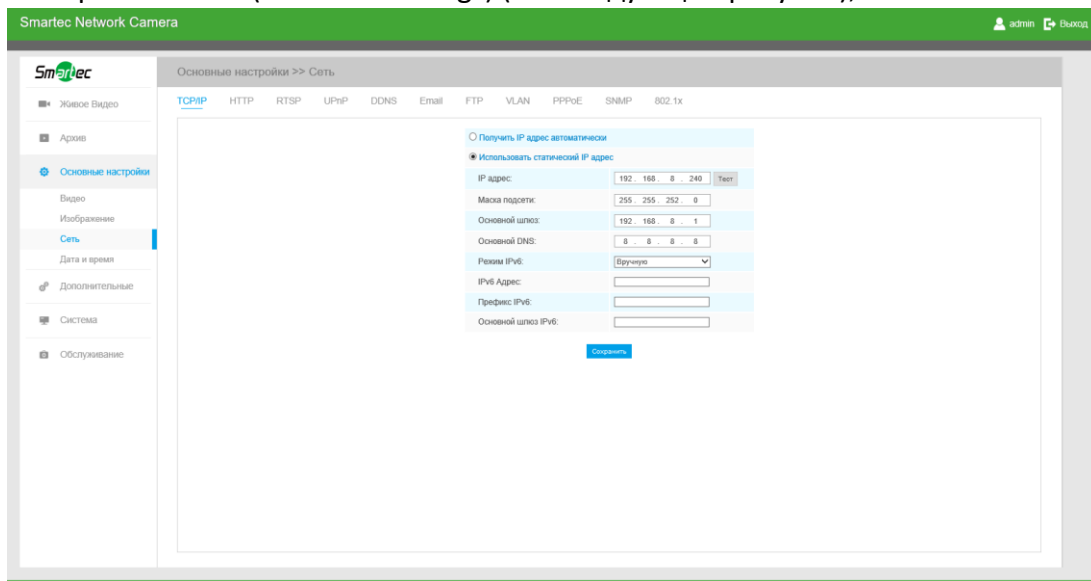 Smartec Network Camera
admin Выход
Smartec
Основные настройки >> Сеть
Живое Видео
TCP/IP HTTP RTSP UPnP DDNS Email FTP VLAN PPPoE SNMP 802.1x
Архив
Основные настройки
Видео
Изображение
Сеть
Дата и время
Дополнительные
Система
Обслуживание
Получить IP адрес автоматически
Использовать статический IP адрес
IP адрес: 192. 168. 8 . 240 Тест
Маска подсети: 255. 255. 252. 0
Основной шлюз: 192. 168. 8 . 1
Основной DNS: 8 . 8 . 8 . 8
Режим IPv6: Вручную
IPv6 Адрес:
Префикс IPv6:
Основной шлюз IPv6:
Сохранить